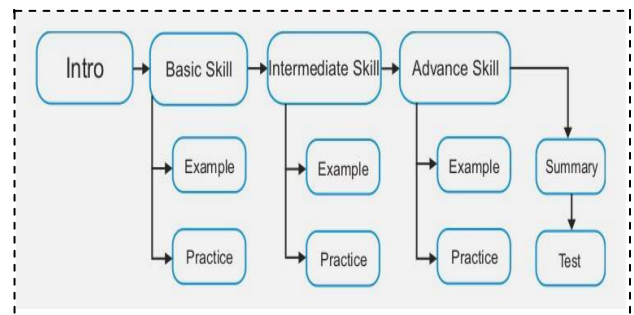 Intro
Basic Skill
Intermediate Skill
Advance Skill
Example
Example
Example
Summary
Practice
Practice
Practice
Test